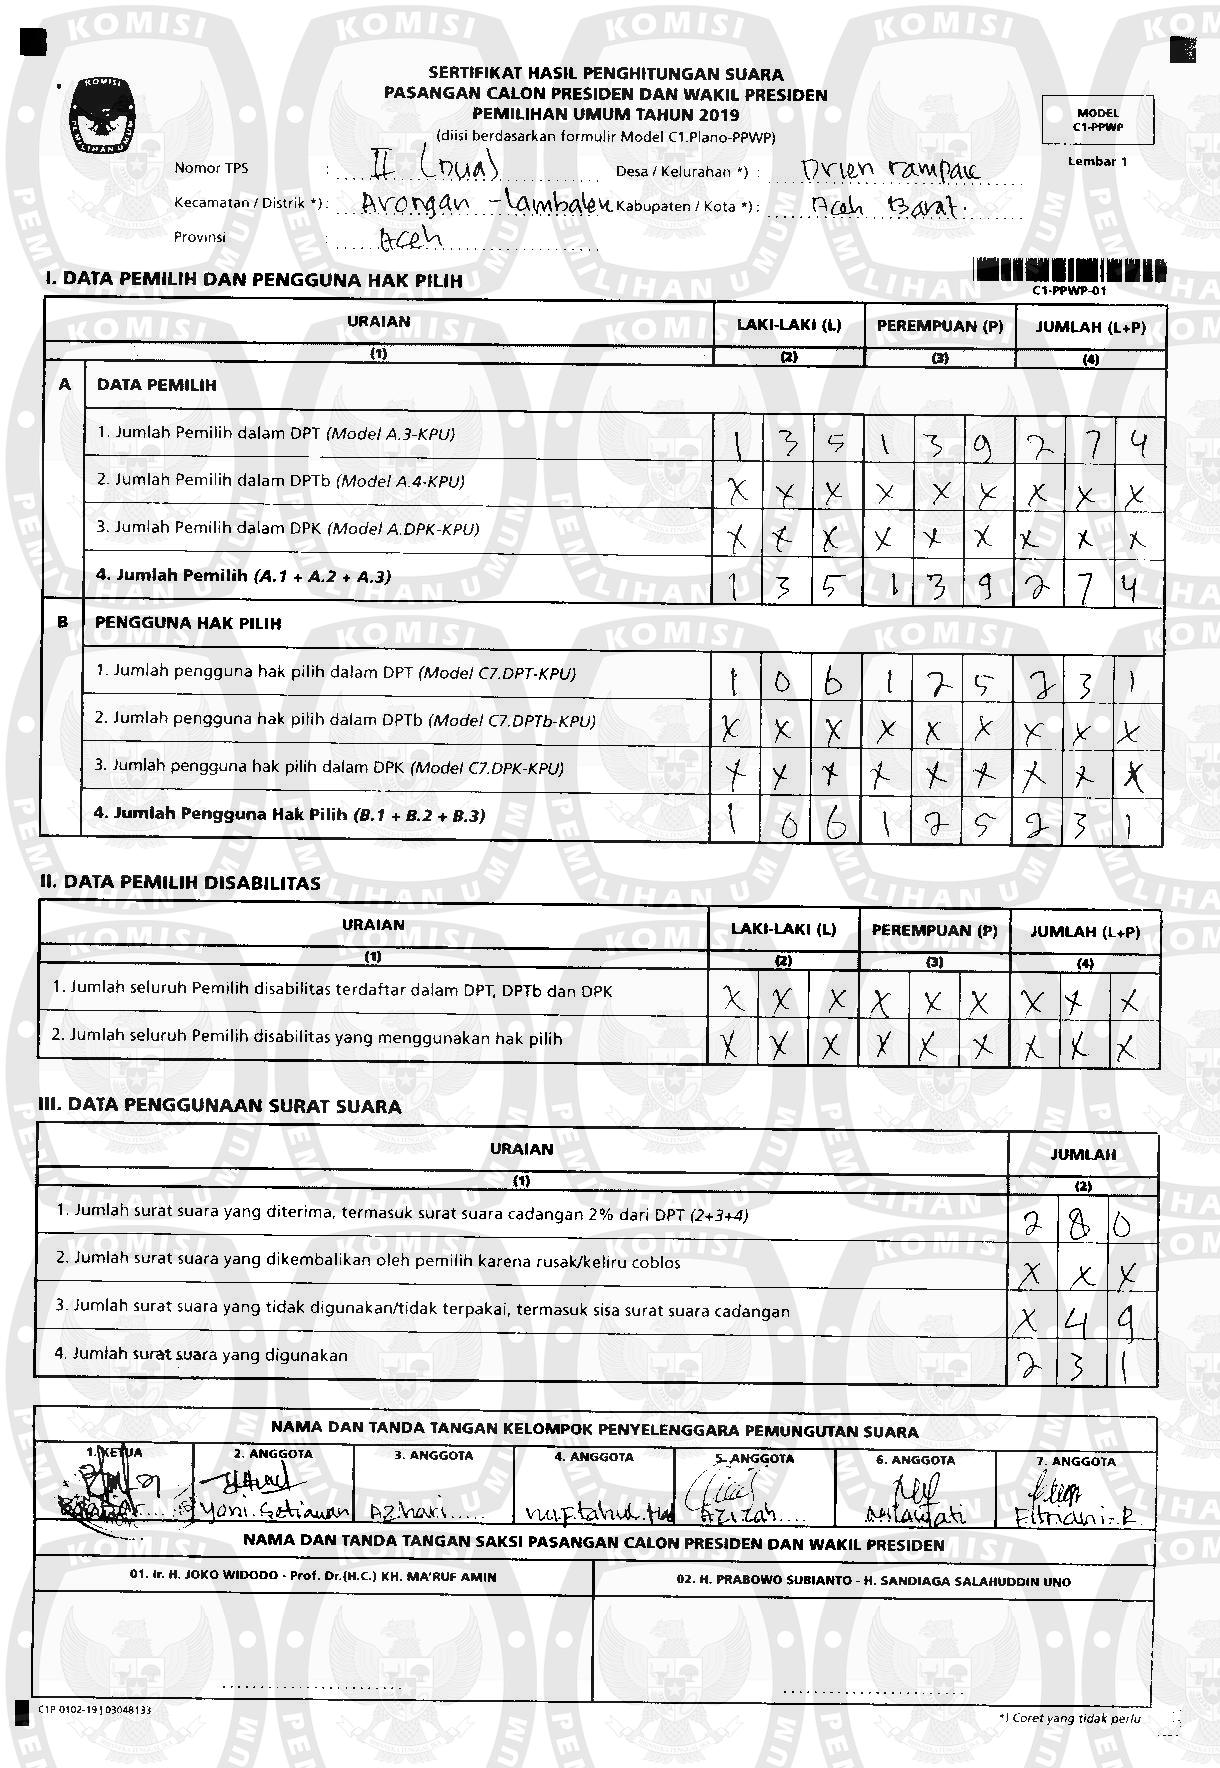 SERTIFIKAT HASIL PENGHITUNGAN SUARA
PASANGAN CALON PRESIDEN DAN WAKIL PRESIDEN
PEMILIHAN UMUM TAHUN 2019
(diisi berdasarkan formulir Model C1.Plano-PPWP)
MODEL
C1-PPWP
Lembar 1
Nomor TPS : II (Dua) Desa / Kelurahan *) : Drien rampak
Kecamatan / Distrik *) : Arongan - Lambalek Kabupaten / Kota *) : Aceh Barat.
Provinsi : Aceh
C1-PPWP-01
I. DATA PEMILIH DAN PENGGUNA HAK PILIH
URAIAN LAKI-LAKI (L) PEREMPUAN (P) JUMLAH (L+P)
(1) (2) (3) (4)
A DATA PEMILIH
1. Jumlah Pemilih dalam DPT (Model A.3-KPU) 1 3 5 1 3 9 2 7 4
2. Jumlah Pemilih dalam DPTb (Model A.4-KPU) X X X X X X X X X
3. Jumlah Pemilih dalam DPK (Model A.DPK-KPU) X X X X X X X X X
4. Jumlah Pemilih (A.1 + A.2 + A.3) 1 3 5 1 3 9 2 7 4
B PENGGUNA HAK PILIH
1. Jumlah pengguna hak pilih dalam DPT (Model C7.DPT-KPU) 1 0 6 1 2 5 2 3 1
2. Jumlah pengguna hak pilih dalam DPTb (Model C7.DPTb-KPU) X X X X X X X X X
3. Jumlah pengguna hak pilih dalam DPK (Model C7.DPK-KPU) X X X X X X X X X
4. Jumlah Pengguna Hak Pilih (B.1 + B.2 + B.3) 1 0 6 1 2 5 2 3 1
II. DATA PEMILIH DISABILITAS
URAIAN LAKI-LAKI (L) PEREMPUAN (P) JUMLAH (L+P)
(1) (2) (3) (4)
1. Jumlah seluruh Pemilih disabilitas terdaftar dalam DPT, DPTb dan DPK X X X X X X X X X
2. Jumlah seluruh Pemilih disabilitas yang menggunakan hak pilih X X X X X X X X X
III. DATA PENGGUNAAN SURAT SUARA
URAIAN JUMLAH
(1) (2)
1. Jumlah surat suara yang diterima, termasuk surat suara cadangan 2% dari DPT (2+3+4) 2 8 0
2. Jumlah surat suara yang dikembalikan oleh pemilih karena rusak/keliru coblos X X X
3. Jumlah surat suara yang tidak digunakan/tidak terpakai, termasuk sisa surat suara cadangan X 4 9
4. Jumlah surat suara yang digunakan 2 3 1
NAMA DAN TANDA TANGAN KELOMPOK PENYELENGGARA PEMUNGUTAN SUARA
1. KETUA 2. ANGGOTA 3. ANGGOTA 4. ANGGOTA 5. ANGGOTA 6. ANGGOTA 7. ANGGOTA
Yoni Setiawan Azhari Azizah Fitriani. R
NAMA DAN TANDA TANGAN SAKSI PASANGAN CALON PRESIDEN DAN WAKIL PRESIDEN
01. Ir. H. JOKO WIDODO - Prof. Dr.(H.C.) KH. MA'RUF AMIN 02. H. PRABOWO SUBIANTO - H. SANDIAGA SALAHUDDIN UNO
C1P 0102-19 | 03048133
*) Coret yang tidak perlu